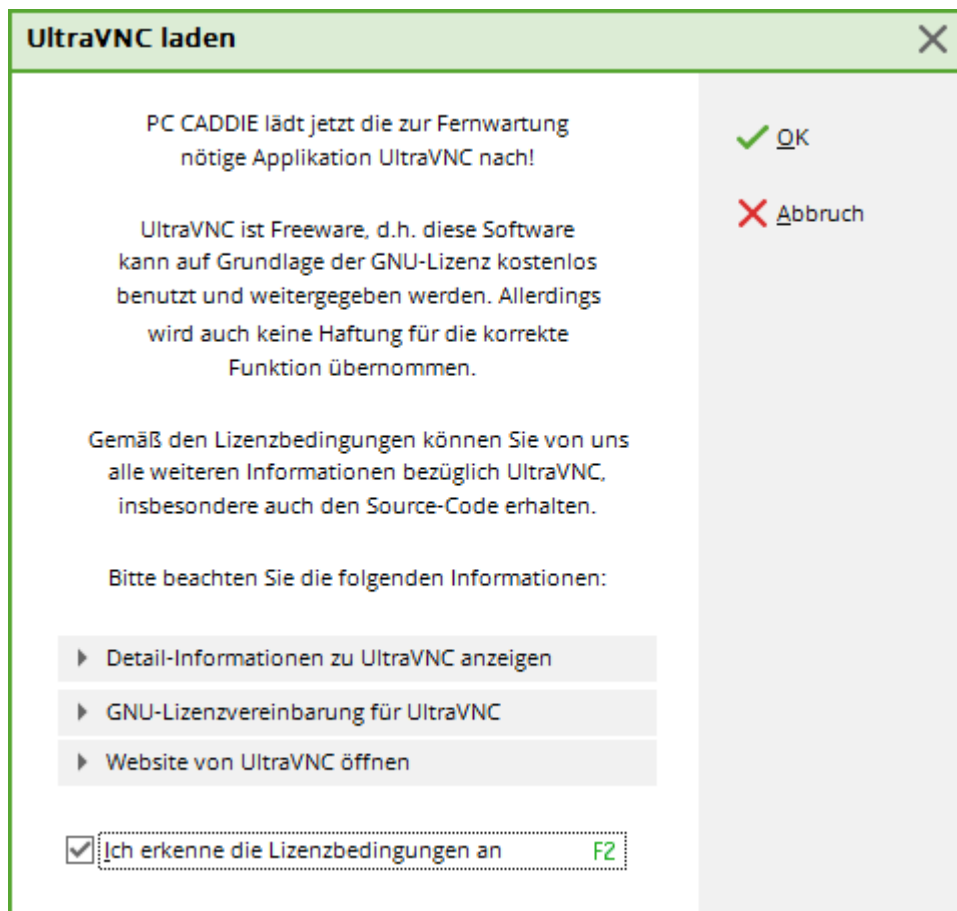 UltraVNC laden
PC CADDIE lädt jetzt die zur Fernwartung
nötige Applikation UltraVNC nach!
UltraVNC ist Freeware, d.h. diese Software
kann auf Grundlage der GNU-Lizenz kostenlos
benutzt und weitergegeben werden. Allerdings
wird auch keine Haftung für die korrekte
Funktion übernommen.
Gemäß den Lizenzbedingungen können Sie von uns
alle weiteren Informationen bezüglich UltraVNC,
insbesondere auch den Source-Code erhalten.
Bitte beachten Sie die folgenden Informationen:
Detail-Informationen zu UltraVNC anzeigen
GNU-Lizenzvereinbarung für UltraVNC
Website von UltraVNC öffnen
Ich erkenne die Lizenzbedingungen an F2
OK
Abbruch